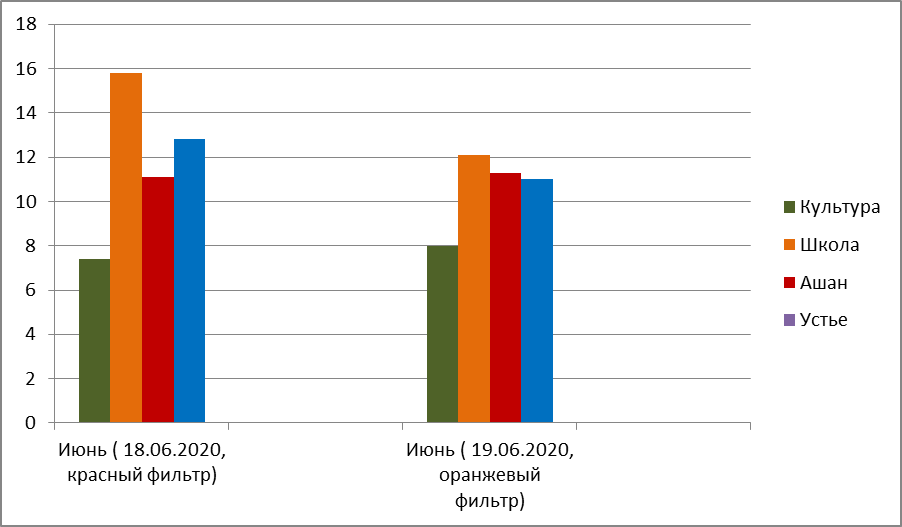 18
16
14
12
10
8
6
4
2
0
Июнь ( 18.06.2020,
красный фильтр)
Июнь ( 19.06.2020,
оранжевый
фильтр)
Культура
Школа
Ашан
Устье